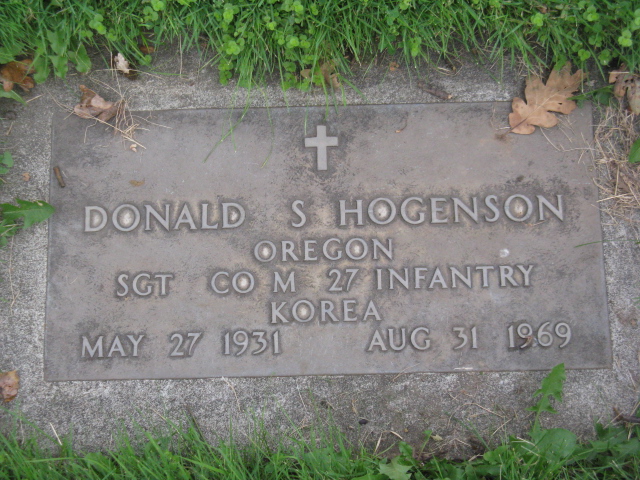 DONALD S HOGENSON
OREGON
SGT CO M 27 INFANTRY
KOREA
MAY 27 1931 AUG 31 1969